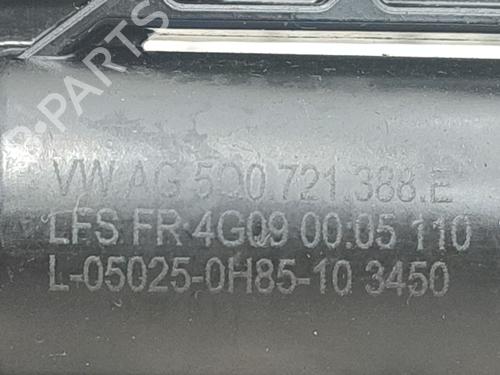 B-PARTS
VW AG 5Q0.721.388.E
LFS FR 4G09 00.05 110
L-05025-0H85-10 3450